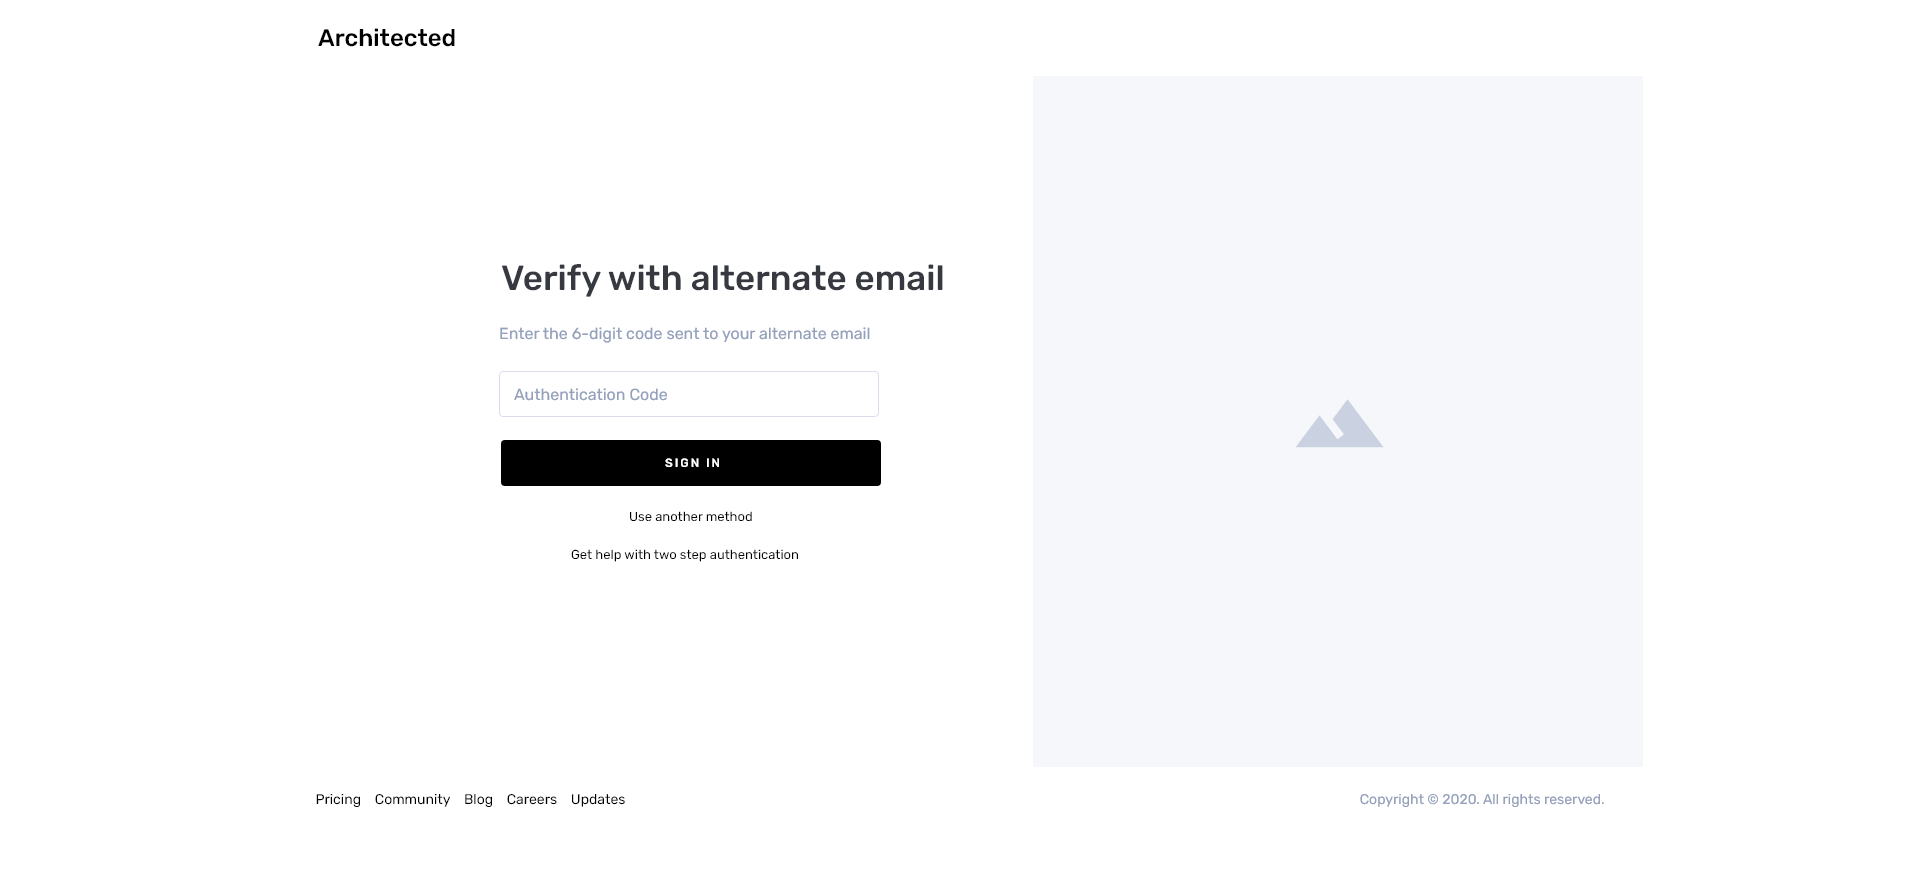 Architected
Verify with alternate email
Enter the 6-digit code sent to your alternate email
Authentication Code
SIGN IN
Use another method
Get help with two step authentication
Pricing Community Blog Careers Updates
Copyright © 2020. All rights reserved.